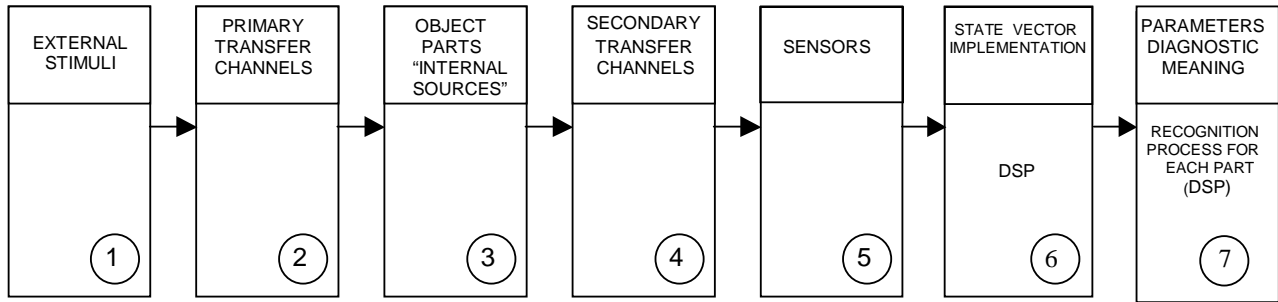 EXTERNAL
STIMULI
1
PRIMARY
TRANSFER
CHANNELS
2
OBJECT
PARTS
“INTERNAL
SOURCES”
3
SECONDARY
TRANSFER
CHANNELS
4
SENSORS
5
STATE VECTOR
IMPLEMENTATION
DSP
6
PARAMETERS
DIAGNOSTIC
MEANING
RECOGNITION
PROCESS FOR
EACH PART
(DSP)
7